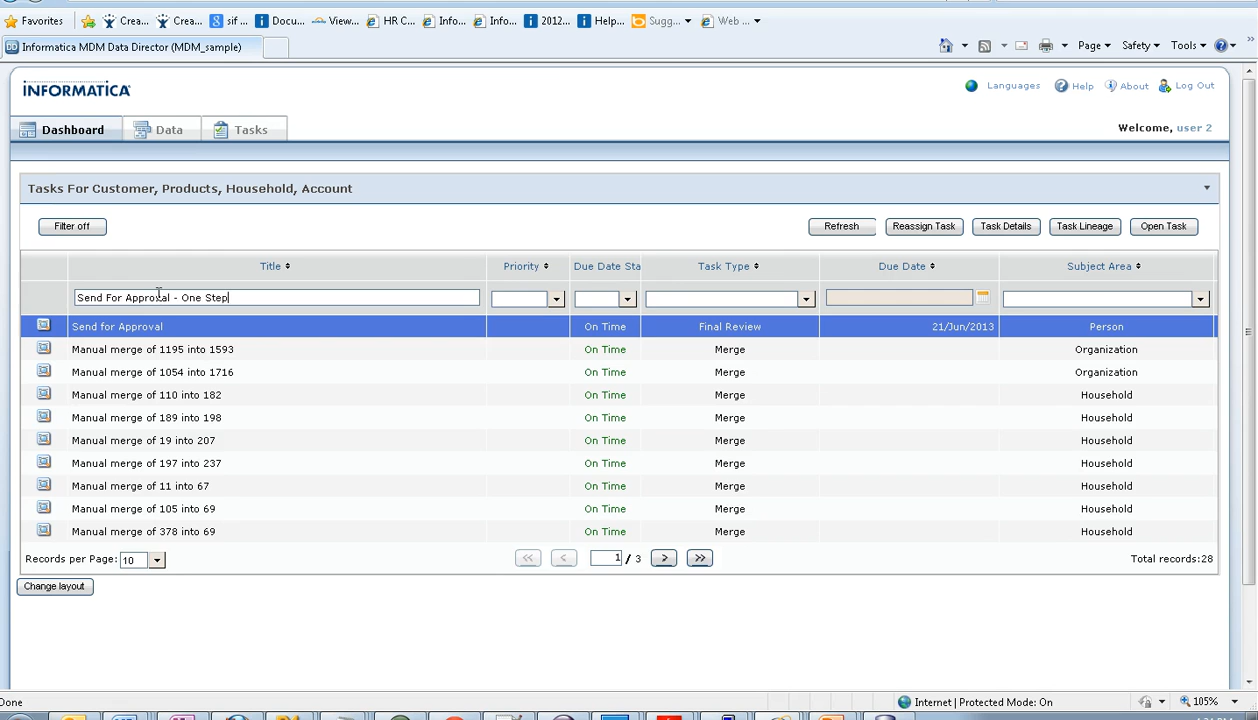 Favorites Crea... Crea... sif ... Docu... View... HR C... Info... Info... 2012... Help... Sugg... Web ...
Informatica MDM Data Director (MDM_sample) Page Safety Tools
INFORMATICA Languages Help About Log Out
Dashboard Data Tasks Welcome, user 2
Tasks For Customer, Products, Household, Account
Filter off Refresh Reassign Task Task Details Task Lineage Open Task
Title Priority Due Date Sta Task Type Due Date Subject Area
Send For Approval - One Step
Send for Approval On Time Final Review 21/Jun/2013 Person
Manual merge of 1195 into 1593 On Time Merge Organization
Manual merge of 1054 into 1716 On Time Merge Organization
Manual merge of 110 into 182 On Time Merge Household
Manual merge of 189 into 198 On Time Merge Household
Manual merge of 19 into 207 On Time Merge Household
Manual merge of 197 into 237 On Time Merge Household
Manual merge of 11 into 67 On Time Merge Household
Manual merge of 105 into 69 On Time Merge Household
Manual merge of 378 into 69 On Time Merge Household
Records per Page: 10 << < 1 / 3 > >> Total records:28
Change layout
Done Internet | Protected Mode: On 105%